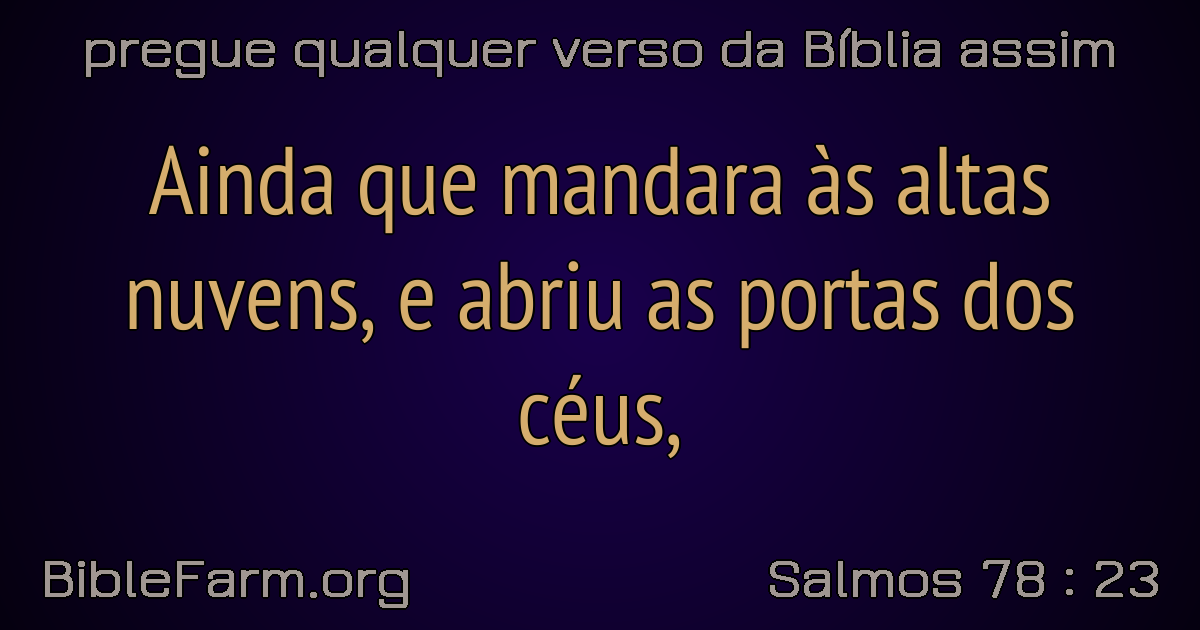 pregue qualquer verso da Bíblia assim
Ainda que mandara às altas
nuvens, e abriu as portas dos
céus,
BibleFarm.org
Salmos 78 : 23